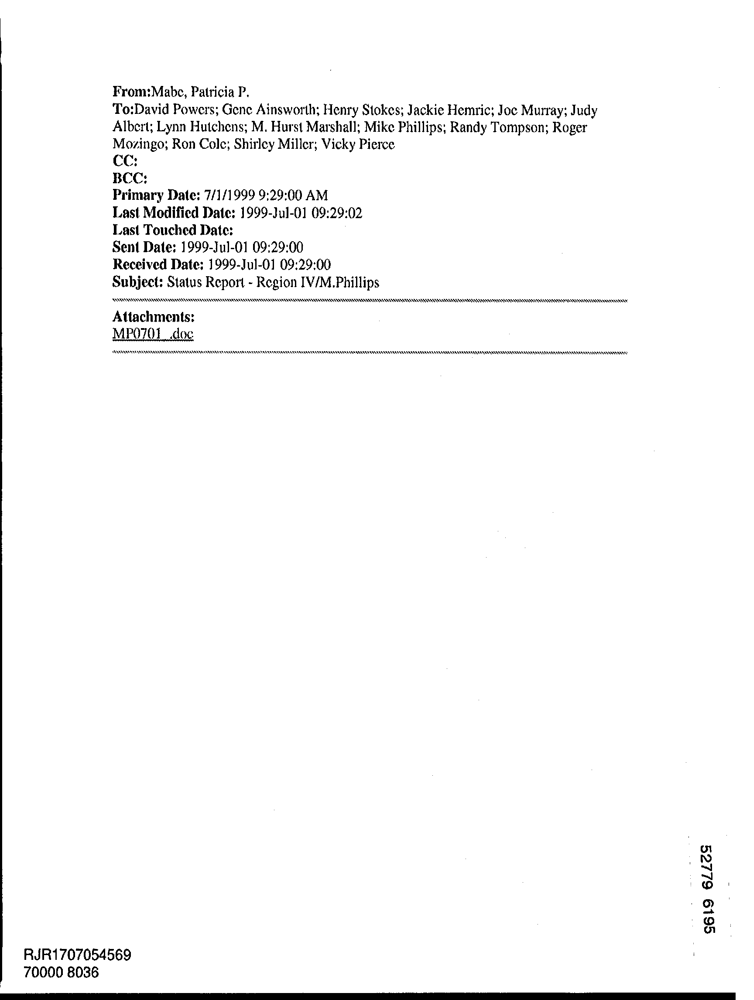 From:Mabe, Patricia P.
To:David Powers; Gene Ainsworth; Henry Stokes; Jackie Hemric; Joe Murray; Judy
Albert; Lynn Hutchens; M. Hurst Marshall; Mike Phillips; Randy Tompson; Roger
Mozingo; Ron Cole; Shirley Miller; Vicky Pierce
CC:
BCC:
Primary Date: 7/1/1999 9:29:00 AM
Last Modified Date: 1999-Jul-01 09:29:02
Last Touched Date:
Sent Date: 1999-Jul-01 09:29:00
Received Date: 1999-Jul-01 09:29:00
Subject: Status Report - Region IV/M.Phillips
Attachments:
MP0701_.doc
52779 6195
RJR1707054569
70000 8036